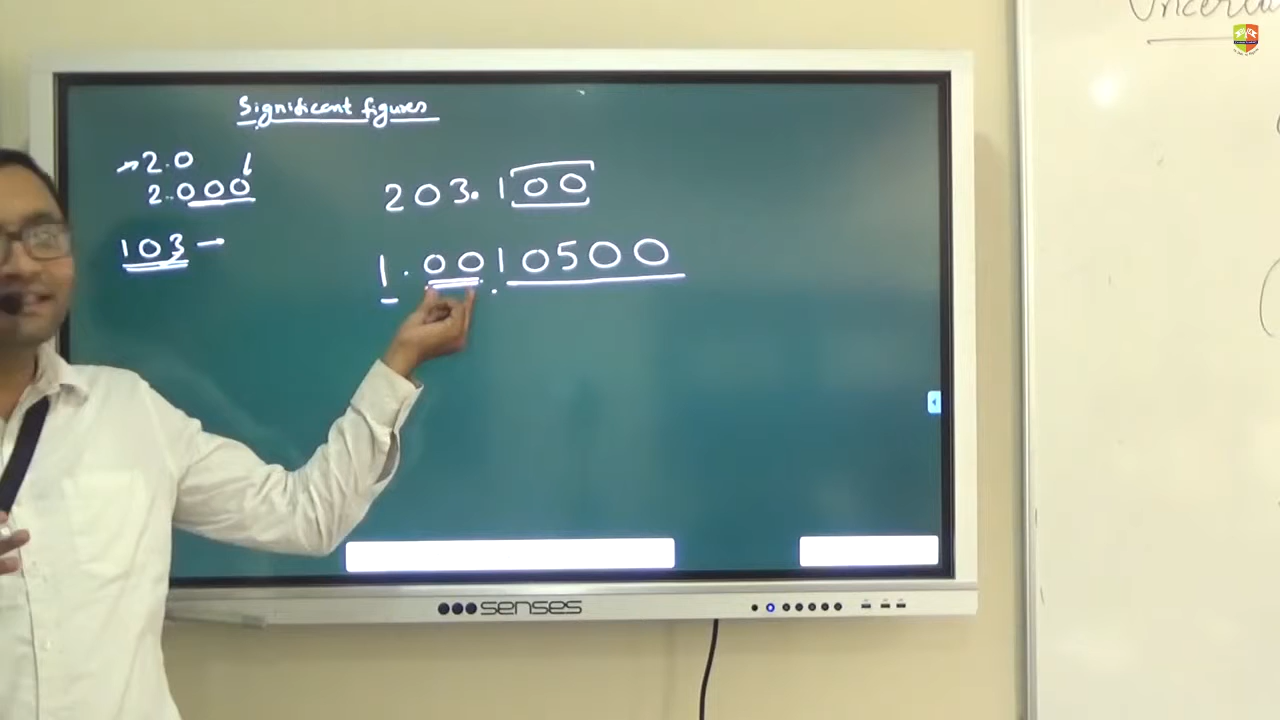 Significant figures
→2.0
2.000
103 →
203.100
1.0010500
senses